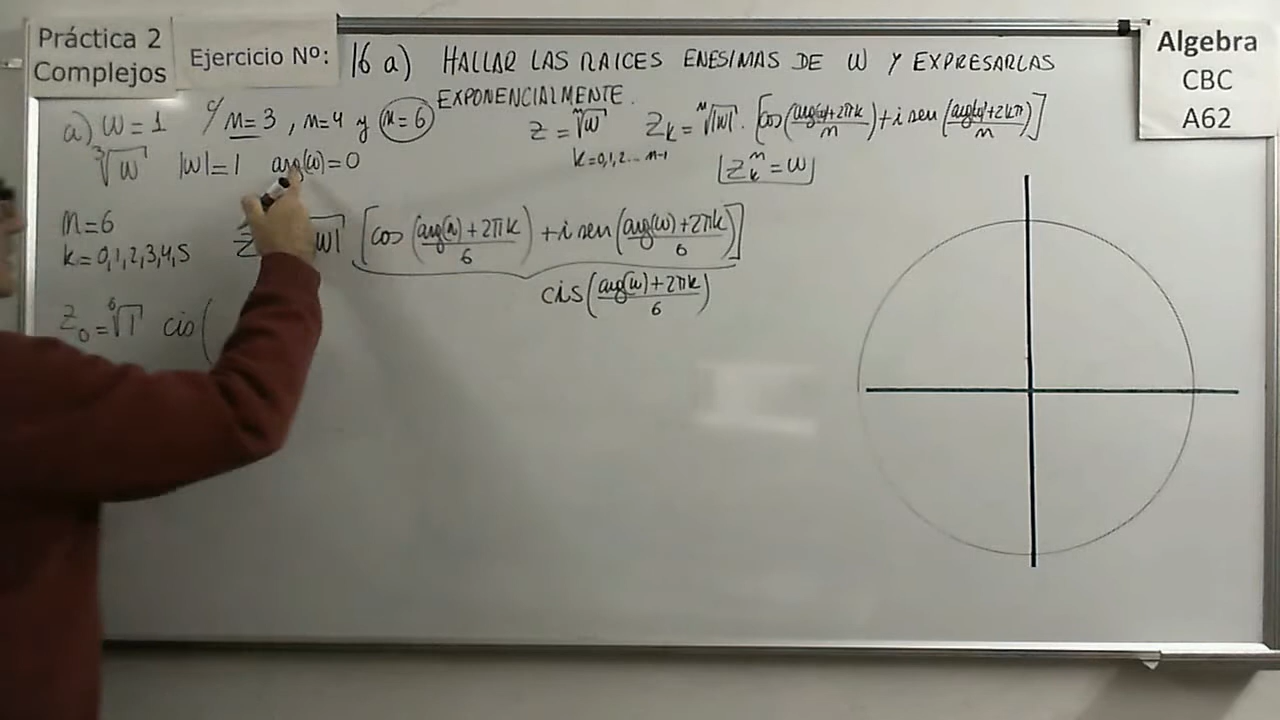 Práctica 2
Complejos
Ejercicio Nº:
16 a) HALLAR LAS RAICES ENESIMAS DE W Y EXPRESARLAS
EXPONENCIALMENTE.
Algebra
CBC
A62
a) W = 1 c/ n=3, n=4 y n=6
z = ⁿ√w z_k = ⁿ√|w| . [cos(arg(w)+2πk/n) + i sen(arg(w)+2kπ/n)]
k=0,1,2...n-1
³√w |w|=1 arg(w)=0
z_k^n = w
n=6
k=0,1,2,3,4,5
z |w| [cos(arg(w)+2πk/6) + i sen(arg(w)+2πk/6)]
cis(arg(w)+2πk/6)
z_0 = ⁶√1 cis(